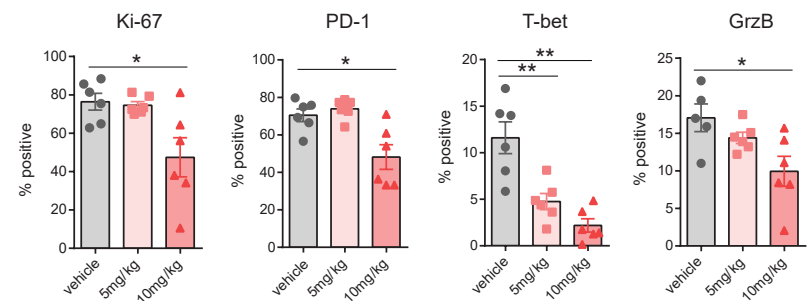 Ki-67
PD-1
T-bet
GrzB
% positive
100
80
60
40
20
0
*
vehicle
5mg/kg
10mg/kg
% positive
100
80
60
40
20
0
*
vehicle
5mg/kg
10mg/kg
% positive
20
15
10
5
0
**
**
vehicle
5mg/kg
10mg/kg
% positive
25
20
15
10
5
0
*
vehicle
5mg/kg
10mg/kg